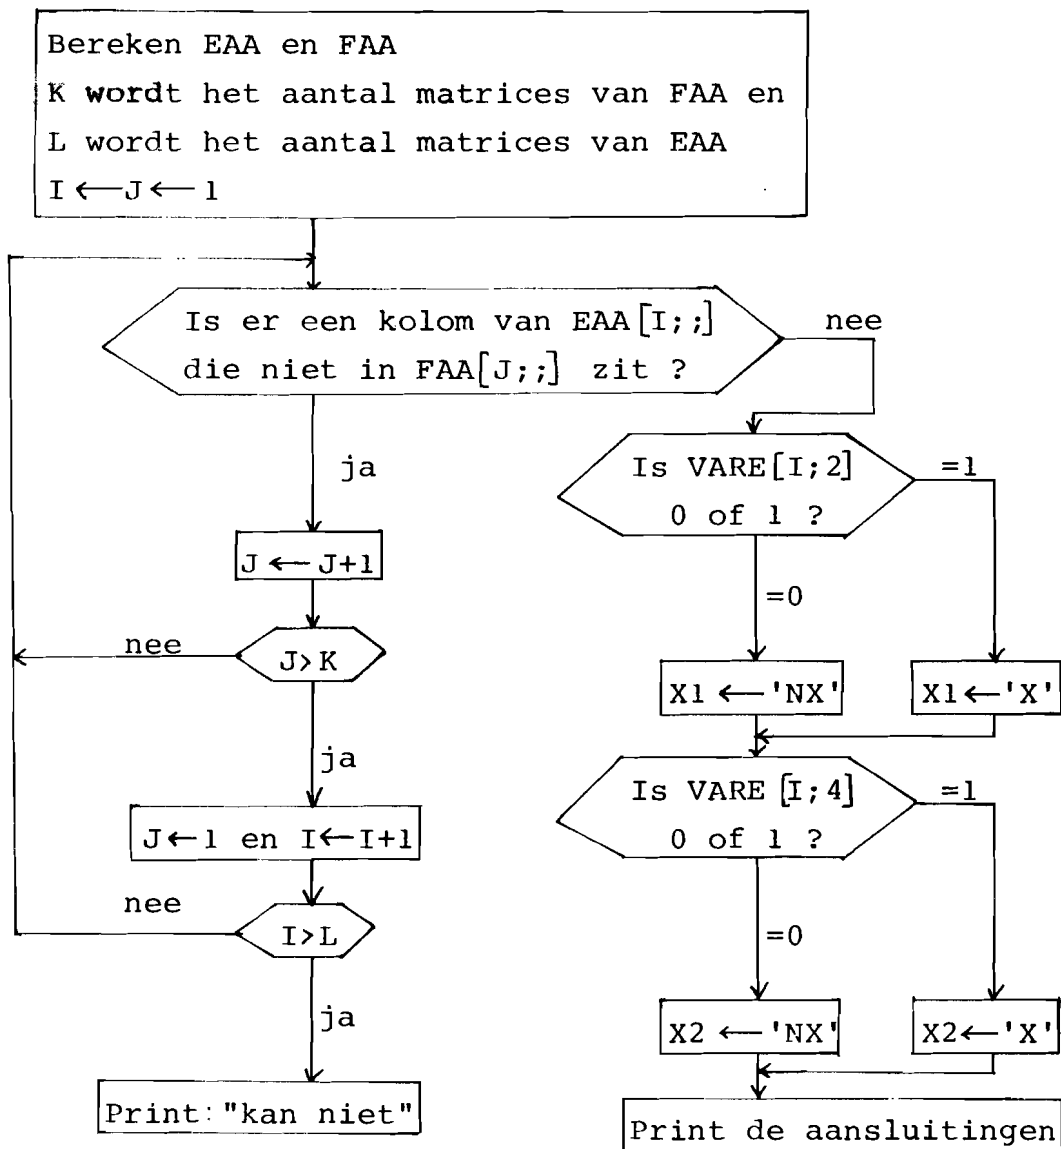 Bereken EAA en FAA
K wordt het aantal matrices van FAA en
L wordt het aantal matrices van EAA
I ← J ← 1
Is er een kolom van EAA[I;;]
die niet in FAA[J;;] zit ?
nee
ja
J ← J+1
nee
J>K
ja
J←1 en I←I+1
nee
I>L
ja
Print:"kan niet"
Is VARE[I;2]
0 of 1 ?
=1
=0
X1 ←'NX'
X1←'X'
Is VARE [I;4]
0 of 1 ?
=1
=0
X2 ←'NX'
X2←'X'
Print de aansluitingen